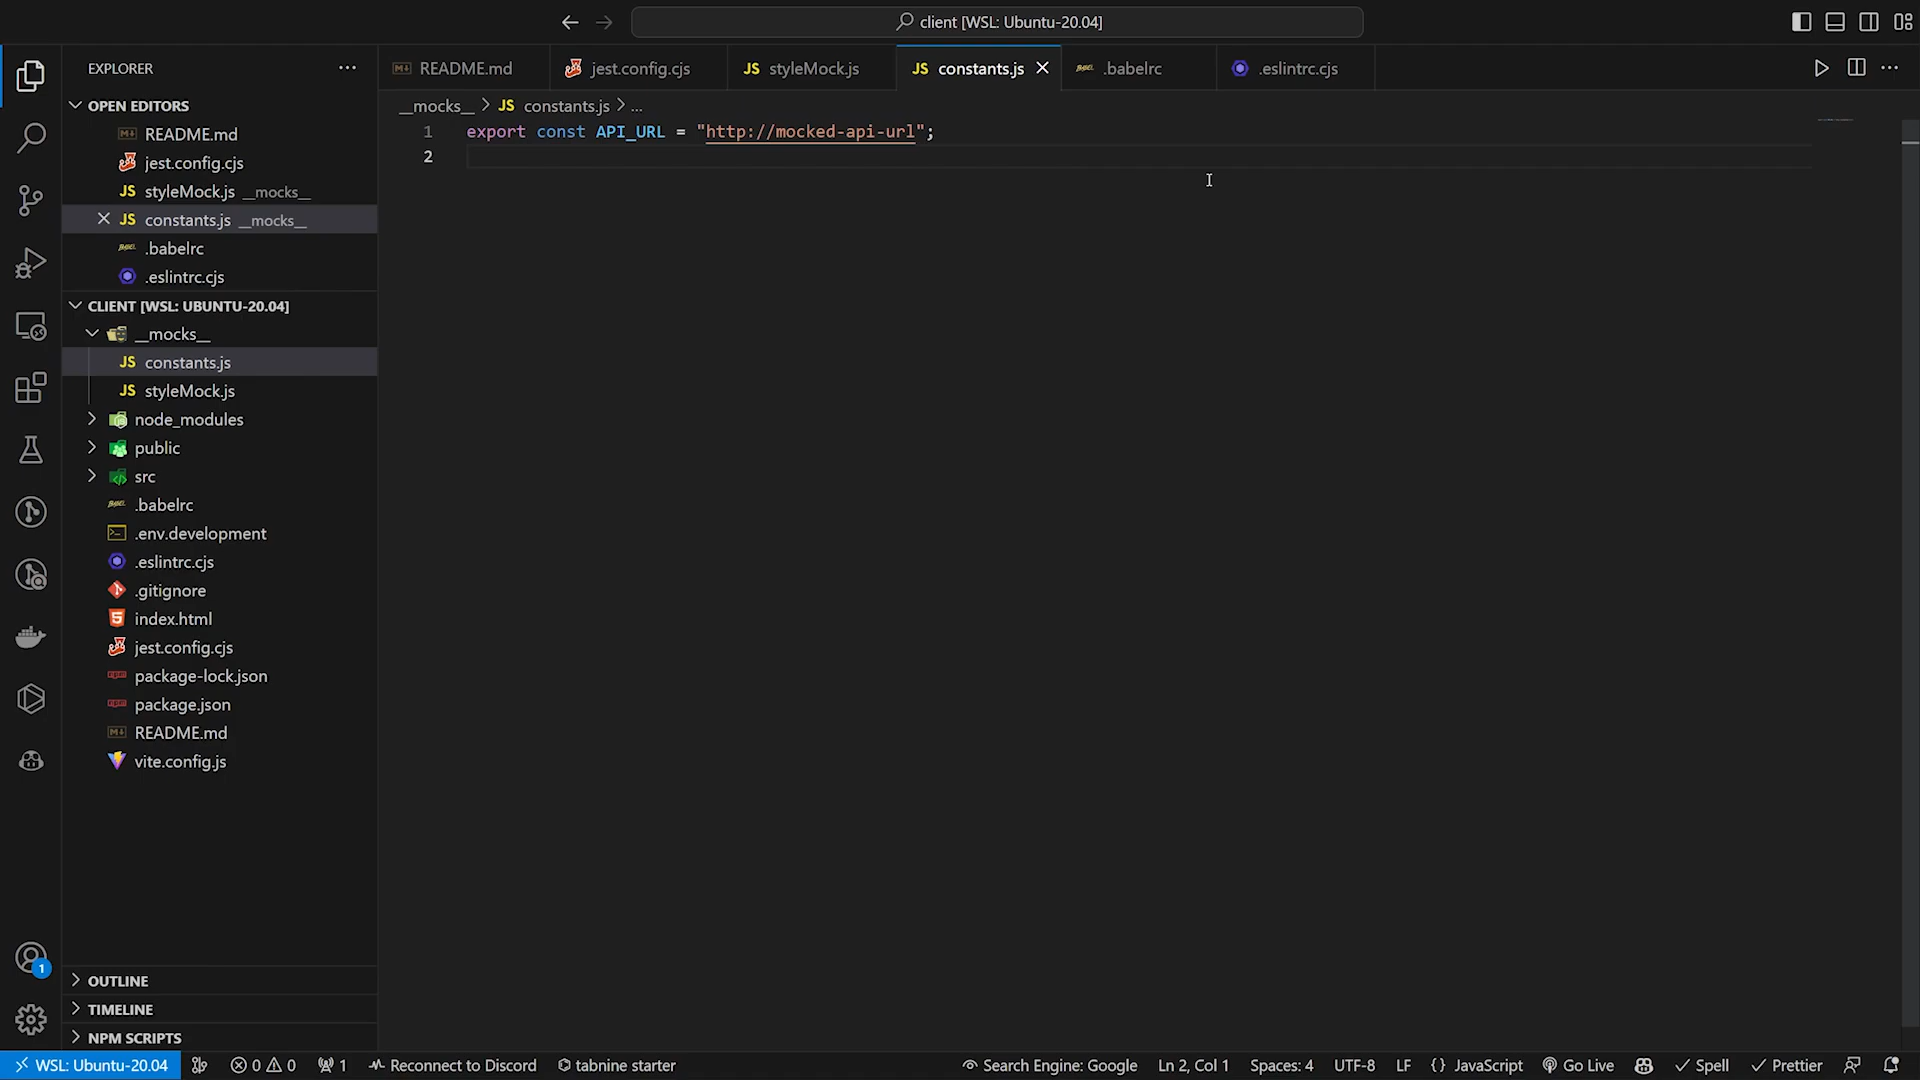 client [WSL: Ubuntu-20.04]
EXPLORER
README.md
jest.config.cjs
styleMock.js
constants.js
.babelrc
.eslintrc.cjs
OPEN EDITORS
README.md
jest.config.cjs
styleMock.js __mocks__
constants.js __mocks__
.babelrc
.eslintrc.cjs
CLIENT [WSL: UBUNTU-20.04]
__mocks__
JS constants.js
JS styleMock.js
node_modules
public
src
.babelrc
.env.development
.eslintrc.cjs
.gitignore
index.html
jest.config.cjs
package-lock.json
package.json
README.md
vite.config.js
OUTLINE
TIMELINE
NPM SCRIPTS
__mocks__ > JS constants.js > ...
1 export const API_URL = "http://mocked-api-url";
2
WSL: Ubuntu-20.04 0 0 1 Reconnect to Discord tabnine starter Search Engine: Google Ln 2, Col 1 Spaces: 4 UTF-8 LF {} JavaScript Go Live Spell Prettier